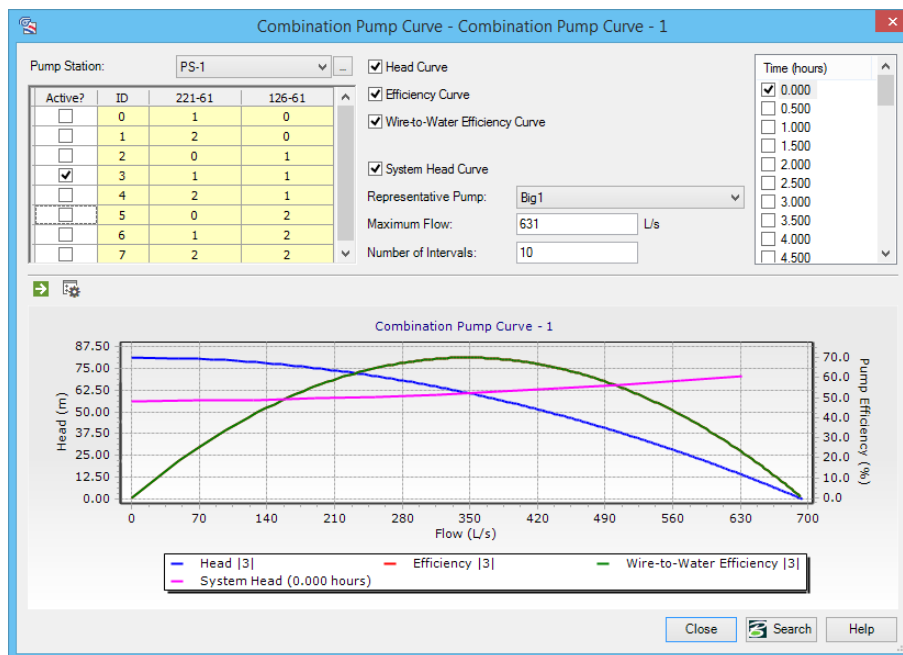 Combination Pump Curve - Combination Pump Curve - 1
Pump Station: PS-1 ...
Active? ID 221-61 126-61
0 1 0
1 2 0
2 0 1
3 1 1
4 2 1
5 0 2
6 1 2
7 2 2
Head Curve
Efficiency Curve
Wire-to-Water Efficiency Curve
System Head Curve
Representative Pump: Big1
Maximum Flow: 631 L/s
Number of Intervals: 10
Time (hours)
0.000
0.500
1.000
1.500
2.000
2.500
3.000
3.500
4.000
4.500
Combination Pump Curve - 1
Head (m)
87.50
75.00
62.50
50.00
37.50
25.00
12.50
0.00
70.0
60.0
50.0
40.0
30.0
20.0
10.0
0.0
Pump Efficiency (%)
0 70 140 210 280 350 420 490 560 630 700
Flow (L/s)
Head |3| Efficiency |3| Wire-to-Water Efficiency |3|
System Head (0.000 hours)
Close Search Help